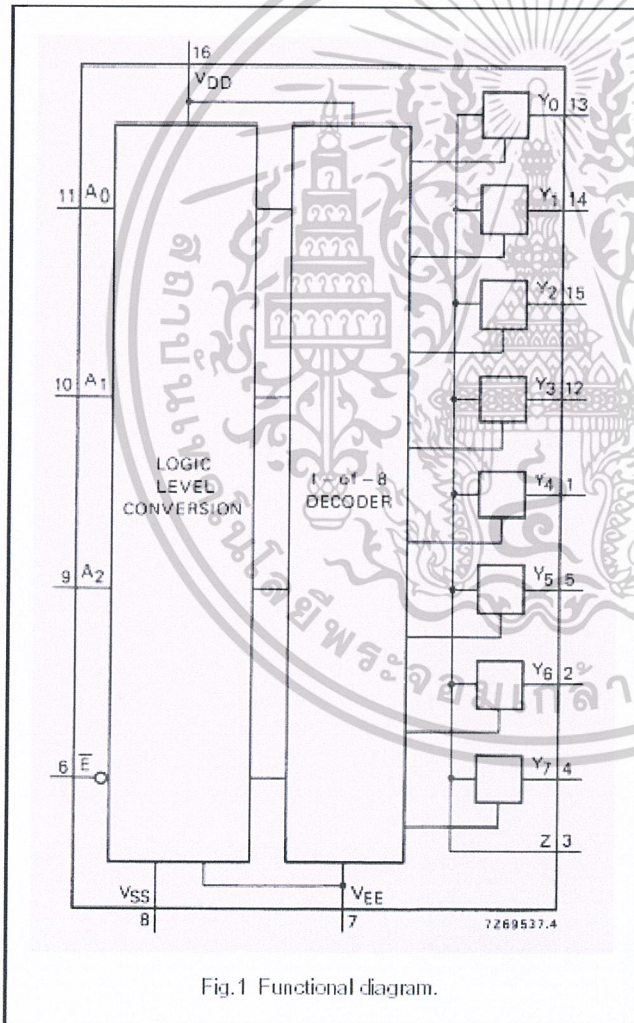 16
VDD
Y0 13
11 A0
Y1 14
Y2 15
10 A1
Y3 12
LOGIC
LEVEL
CONVERSION
1-of-8
DECODER
Y4 1
9 A2
Y5 5
Y6 2
6 E̅
Y7 4
Z 3
VSS
VEE
8
7
7Z69537.4
Fig.1 Functional diagram.